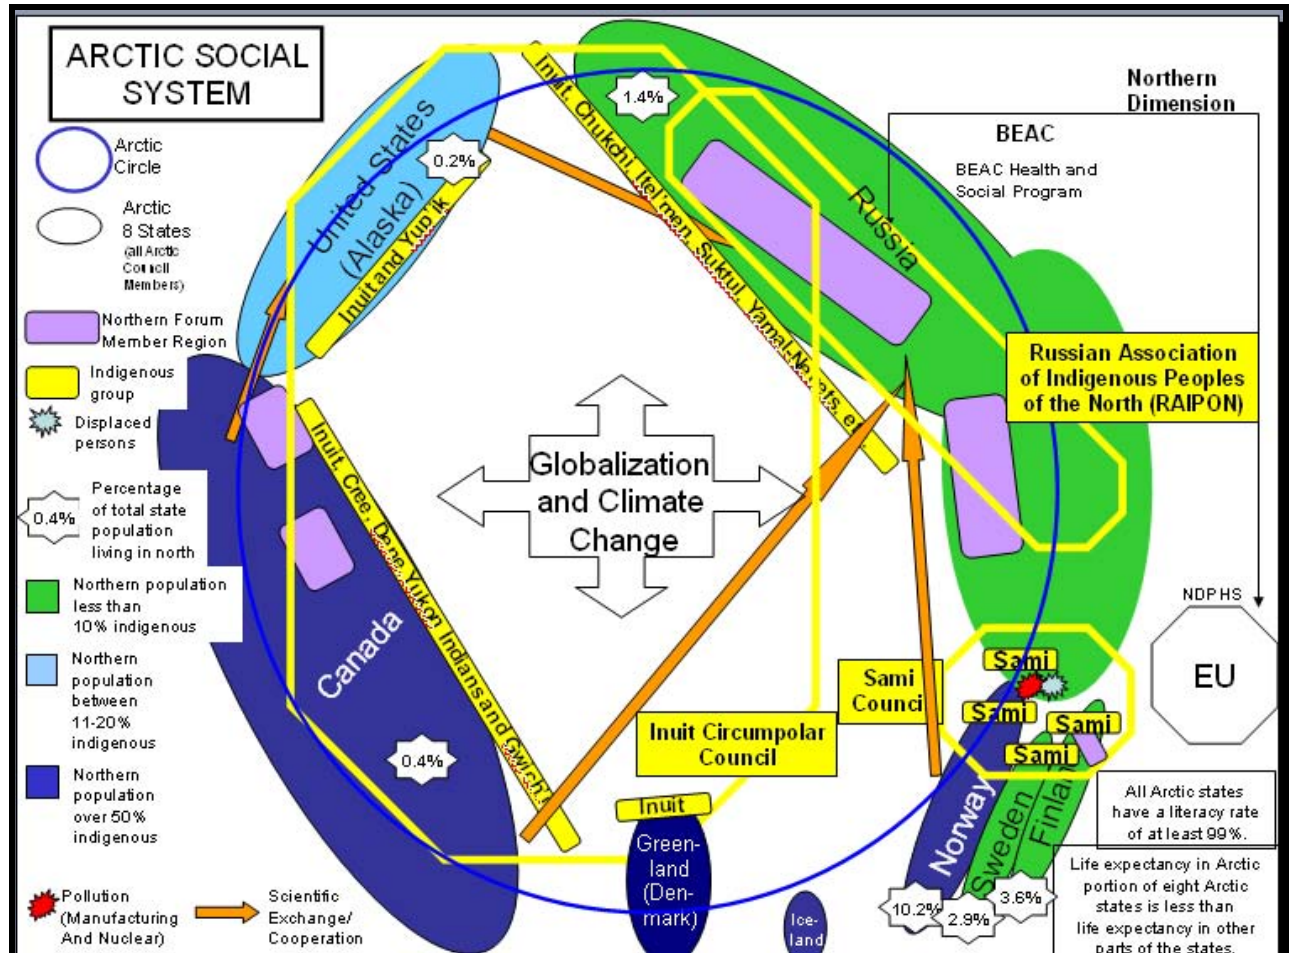 ARCTIC SOCIAL
SYSTEM
Arctic
Circle
Arctic
8 States
(all Arctic
Council
Members)
Northern Forum
Member Region
Indigenous
group
Displaced
persons
0.4%
Percentage
of total state
population
living in north
Northern population
less than
10% indigenous
Northern
population
between
11-20%
indigenous
Northern
population
over 50%
indigenous
Pollution
(Manufacturing
And Nuclear)
Scientific
Exchange/
Cooperation
United States
(Alaska)
0.2%
Inuit and Yup'ik
1.4%
Inuit, Chukchi, Itel'men, Suktul, Yamal-Nenets, etc.
Russia
Northern
Dimension
BEAC
BEAC Health and
Social Program
Russian Association
of Indigenous Peoples
of the North (RAIPON)
Globalization
and Climate
Change
Canada
Inuit, Cree, Dene, Yukon Indians and Gwich'i
0.4%
Inuit Circumpolar
Council
Sami
Council
Inuit
Green-
land
(Den-
mark)
Ice-
land
Sami
Sami
Sami
Sami
Norway
Sweden
Finland
10.2%
2.9%
3.6%
NDPHS
EU
All Arctic states
have a literacy rate
of at least 99%.
Life expectancy in Arctic
portion of eight Arctic
states is less than
life expectancy in other
parts of the states.